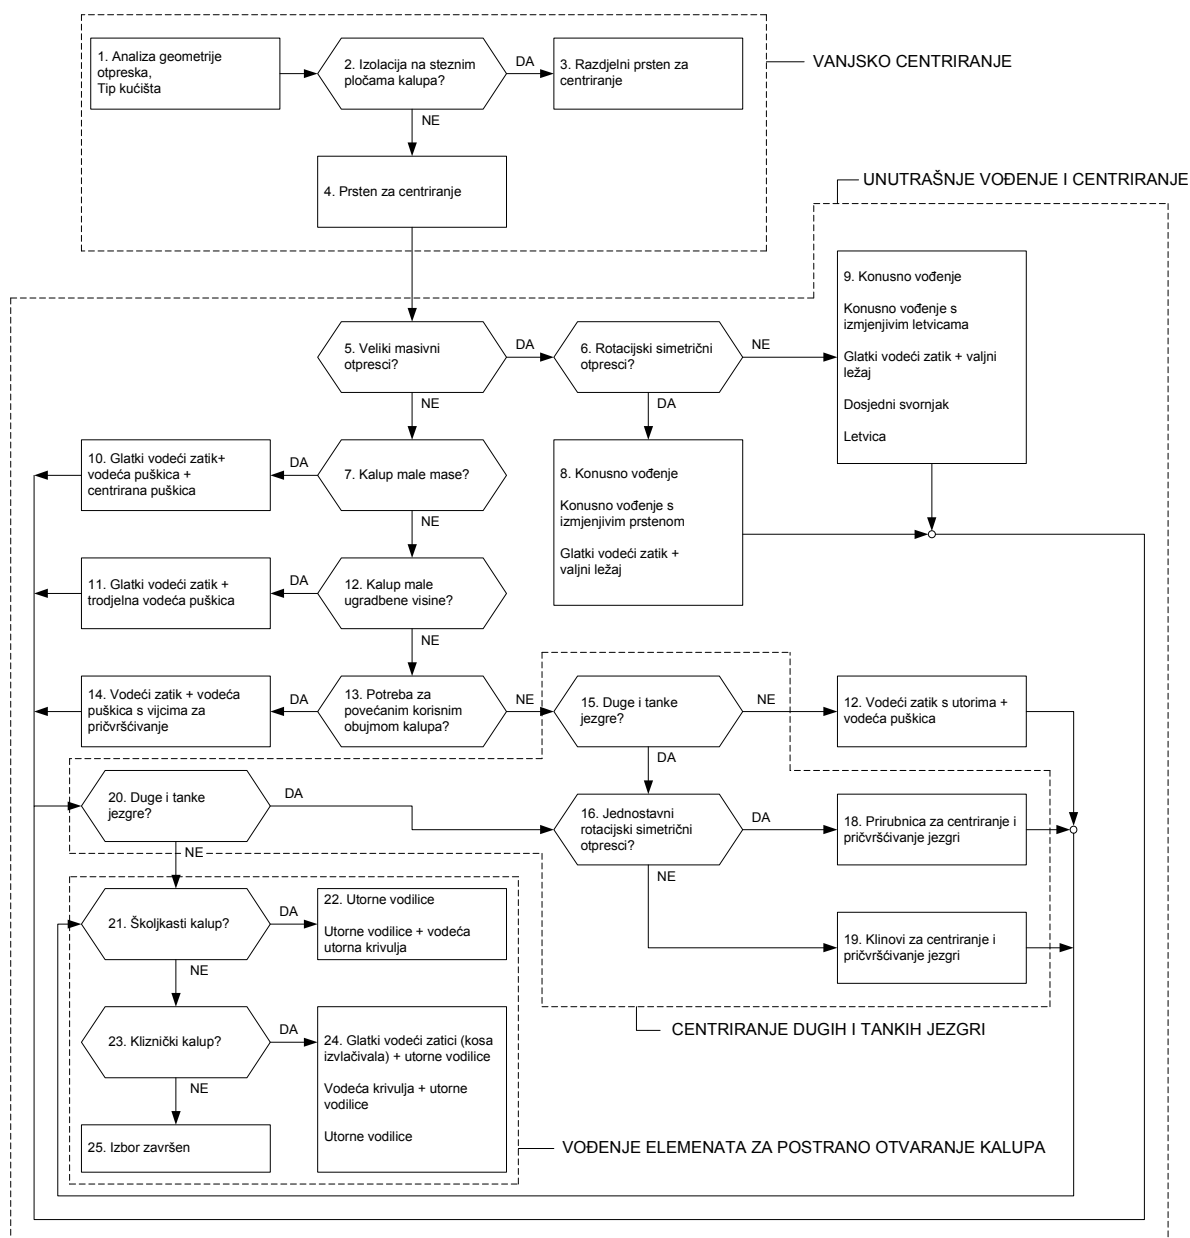 1. Analiza geometrije
otpreska,
Tip kućišta
2. Izolacija na steznim
pločama kalupa?
DA
3. Razdjelni prsten za
centriranje
VANJSKO CENTRIRANJE
NE
4. Prsten za centriranje
UNUTRAŠNJE VOĐENJE I CENTRIRANJE
5. Veliki masivni
otpresci?
DA
6. Rotacijski simetrični
otpresci?
NE
9. Konusno vođenje
Konusno vođenje s
izmjenjivim letvicama
Glatki vodeći zatik + valjni
ležaj
Dosjedni svornjak
Letvica
NE
DA
10. Glatki vodeći zatik+
vodeća puškica +
centrirana puškica
DA
7. Kalup male mase?
8. Konusno vođenje
Konusno vođenje s
izmjenjivim prstenom
Glatki vodeći zatik +
valjni ležaj
NE
11. Glatki vodeći zatik +
trodjelna vodeća puškica
DA
12. Kalup male
ugradbene visine?
NE
14. Vodeći zatik + vodeća
puškica s vijcima za
pričvršćivanje
DA
13. Potreba za
povećanim korisnim
obujmom kalupa?
NE
15. Duge i tanke
jezgre?
NE
12. Vodeći zatik s utorima +
vodeća puškica
DA
20. Duge i tanke
jezgre?
DA
16. Jednostavni
rotacijski simetrični
otpresci?
DA
18. Prirubnica za centriranje i
pričvršćivanje jezgri
NE
NE
21. Školjkasti kalup?
DA
22. Utorne vodilice
Utorne vodilice + vodeća
utorna krivulja
19. Klinovi za centriranje i
pričvršćivanje jezgri
NE
23. Kliznički kalup?
DA
24. Glatki vodeći zatici (kosa
izvlačivala) + utorne vodilice
Vodeća krivulja + utorne
vodilice
Utorne vodilice
CENTRIRANJE DUGIH I TANKIH JEZGRI
NE
25. Izbor završen
VOĐENJE ELEMENATA ZA POSTRANO OTVARANJE KALUPA